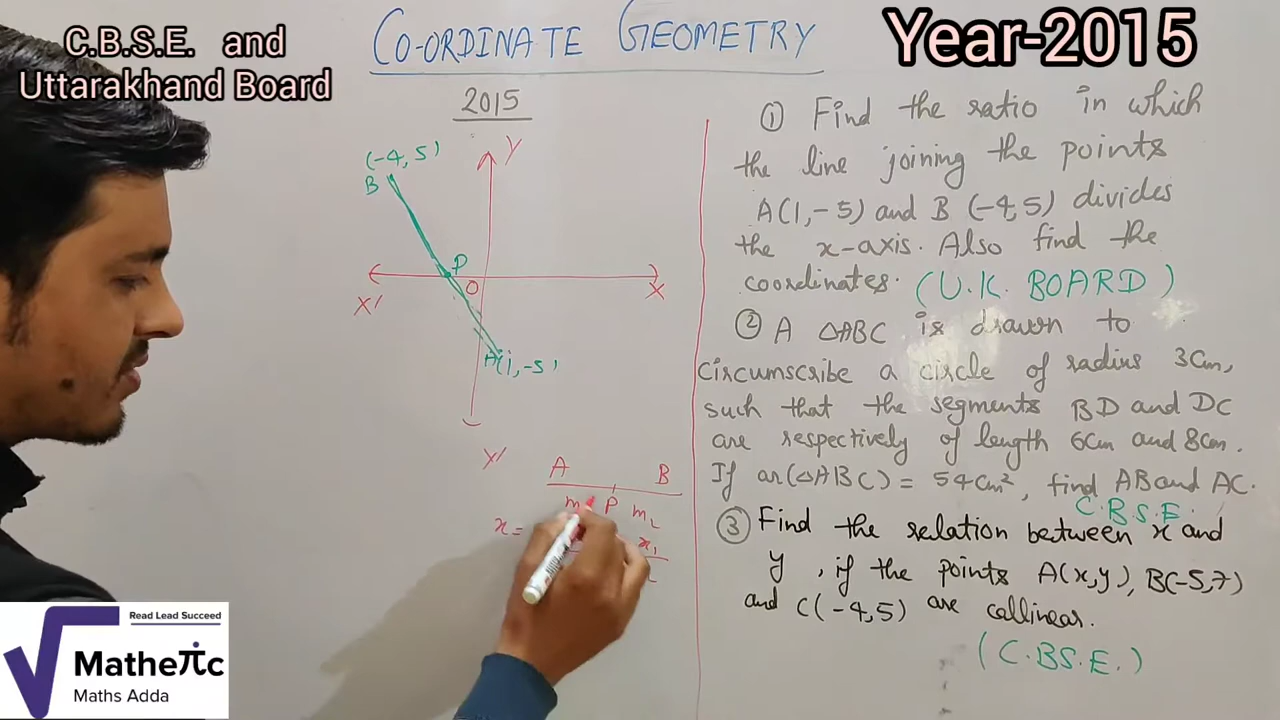 C.B.S.E. and
Uttarakhand Board
CO-ORDINATE GEOMETRY
Year-2015
2015
(-4, 5)
B
Y
P
O
X'
X
A(1, -5)
Y'
A
B
m
P
m2
x =
x1
2
① Find the ratio in which
the line joining the points
A(1, -5) and B (-4, 5) divides
the x-axis. Also find the
coordinates. (U.K. BOARD)
② A △ABC is drawn to
circumscribe a circle of radius 3cm,
such that the segments BD and DC
are respectively of length 6cm and 8cm.
If ar(△ABC) = 54cm², find AB and AC.
C.B.S.E.
③ Find the relation between x and
y, if the points A(x,y), B(-5,7)
and C(-4,5) are collinear.
(C.B.S.E.)
Read Lead Succeed
Matheπc
Maths Adda